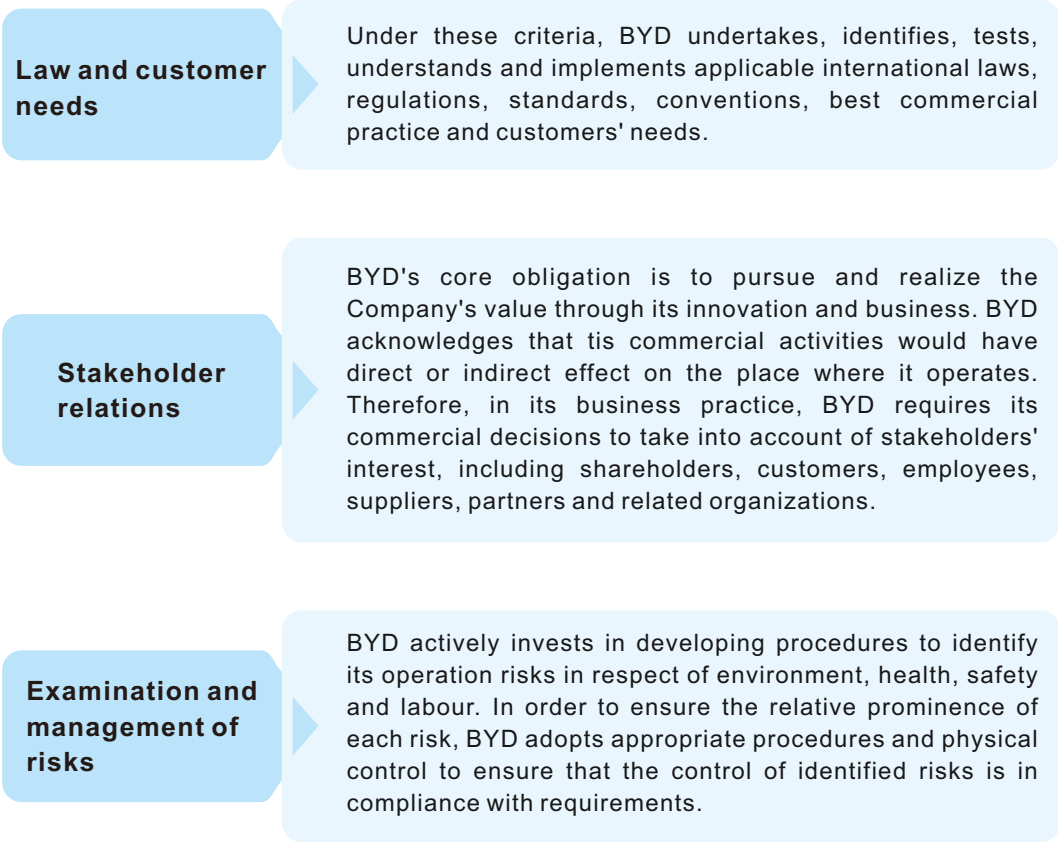 Law and customer
needs
Under these criteria, BYD undertakes, identifies, tests,
understands and implements applicable international laws,
regulations, standards, conventions, best commercial
practice and customers' needs.
Stakeholder
relations
BYD's core obligation is to pursue and realize the
Company's value through its innovation and business. BYD
acknowledges that tis commercial activities would have
direct or indirect effect on the place where it operates.
Therefore, in its business practice, BYD requires its
commercial decisions to take into account of stakeholders'
interest, including shareholders, customers, employees,
suppliers, partners and related organizations.
Examination and
management of
risks
BYD actively invests in developing procedures to identify
its operation risks in respect of environment, health, safety
and labour. In order to ensure the relative prominence of
each risk, BYD adopts appropriate procedures and physical
control to ensure that the control of identified risks is in
compliance with requirements.